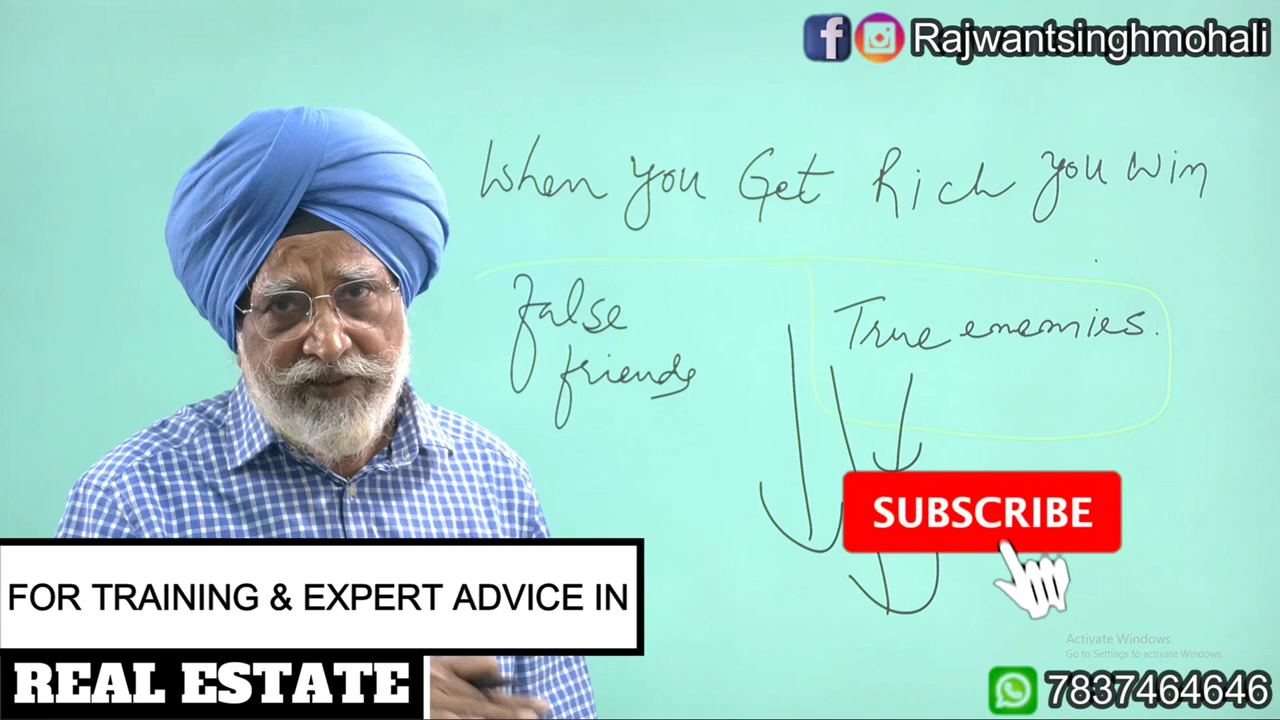 Rajwantsinghmohali
When you Get Rich you win
False
friends
True enemies.
SUBSCRIBE
FOR TRAINING & EXPERT ADVICE IN
REAL ESTATE
Activate Windows
Go to Settings to activate Windows.
7837464646